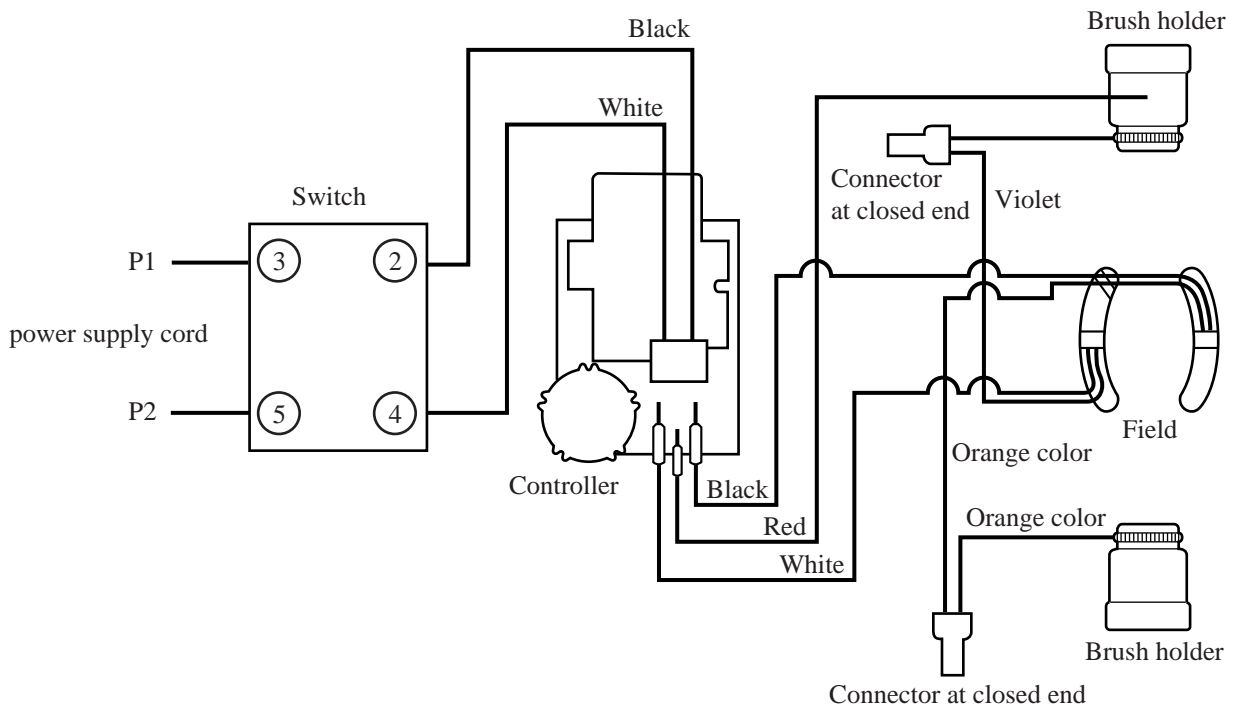 Brush holder
Black
White
Connector
at closed end
Violet
Switch
P1
3
2
power supply cord
P2
5
4
Field
Orange color
Controller
Black
Red
White
Orange color
Brush holder
Connector at closed end